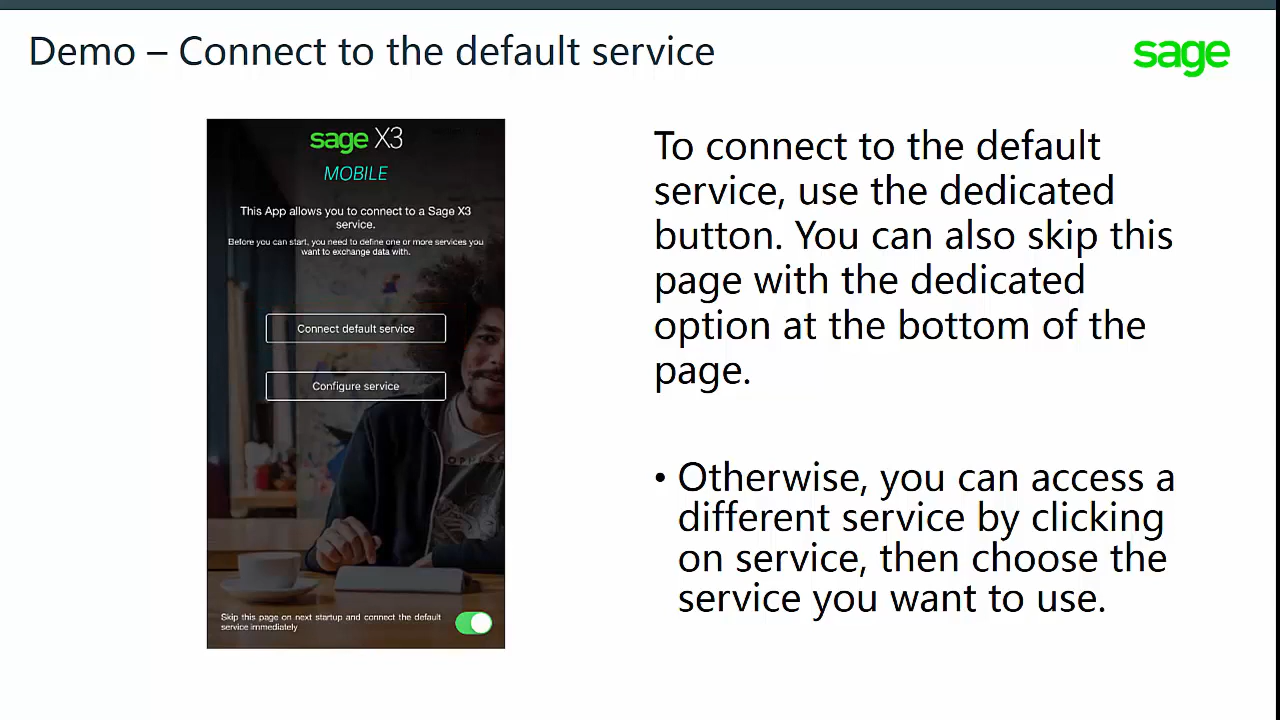 Demo – Connect to the default service
sage
sage X3
MOBILE
This App allows you to connect to a Sage X3
service.
Before you can start, you need to define one or more services you
want to exchange data with.
Connect default service
Configure service
Skip this page on next startup and connect the default
service immediately
To connect to the default
service, use the dedicated
button. You can also skip this
page with the dedicated
option at the bottom of the
page.
• Otherwise, you can access a
different service by clicking
on service, then choose the
service you want to use.